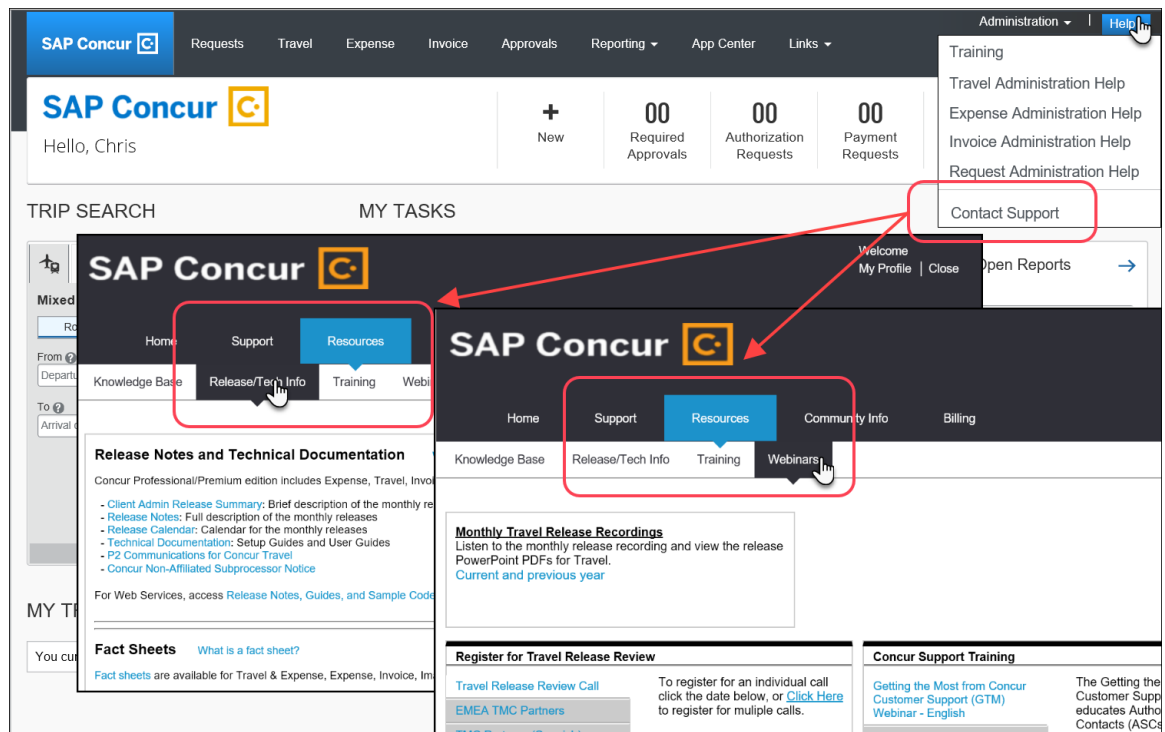 Administration
Help
SAP Concur
Requests
Travel
Expense
Invoice
Approvals
Reporting
App Center
Links
Training
Travel Administration Help
Expense Administration Help
Invoice Administration Help
Request Administration Help
Contact Support
SAP Concur
Hello, Chris
+
New
00
Required
Approvals
00
Authorization
Requests
00
Payment
Requests
TRIP SEARCH
MY TASKS
Open Reports
Mixed
From
To
Arrival
You
SAP Concur
Welcome
My Profile | Close
Home
Support
Resources
Knowledge Base
Release/Tech Info
Training
Release Notes and Technical Documentation
Concur Professional/Premium edition includes Expense, Travel,
- Client Admin Release Summary: Brief description of the monthly
- Release Notes: Full description of the monthly releases
- Release Calendar: Calendar for the monthly releases
- Technical Documentation: Setup Guides and User Guides
- P2 Communications for Concur Travel
- Concur Non-Affiliated Subprocessor Notice
For Web Services, access Release Notes, Guides, and Sample Code
Fact Sheets
What is a fact sheet?
Fact sheets are available for Travel & Expense, Expense, Invoice,
SAP Concur
Home
Support
Resources
Community Info
Billing
Knowledge Base
Release/Tech Info
Training
Webinars
Monthly Travel Release Recordings
Listen to the monthly release recording and view the release
PowerPoint PDFs for Travel.
Current and previous year
Register for Travel Release Review
Travel Release Review Call
EMEA TMC Partners
To register for an individual call
click the date below, or Click Here
to register for muliple calls.
Concur Support Training
Getting the Most from Concur
Customer Support (GTM)
Webinar - English
The Getting the
Customer
educates
Contacts (ASCs